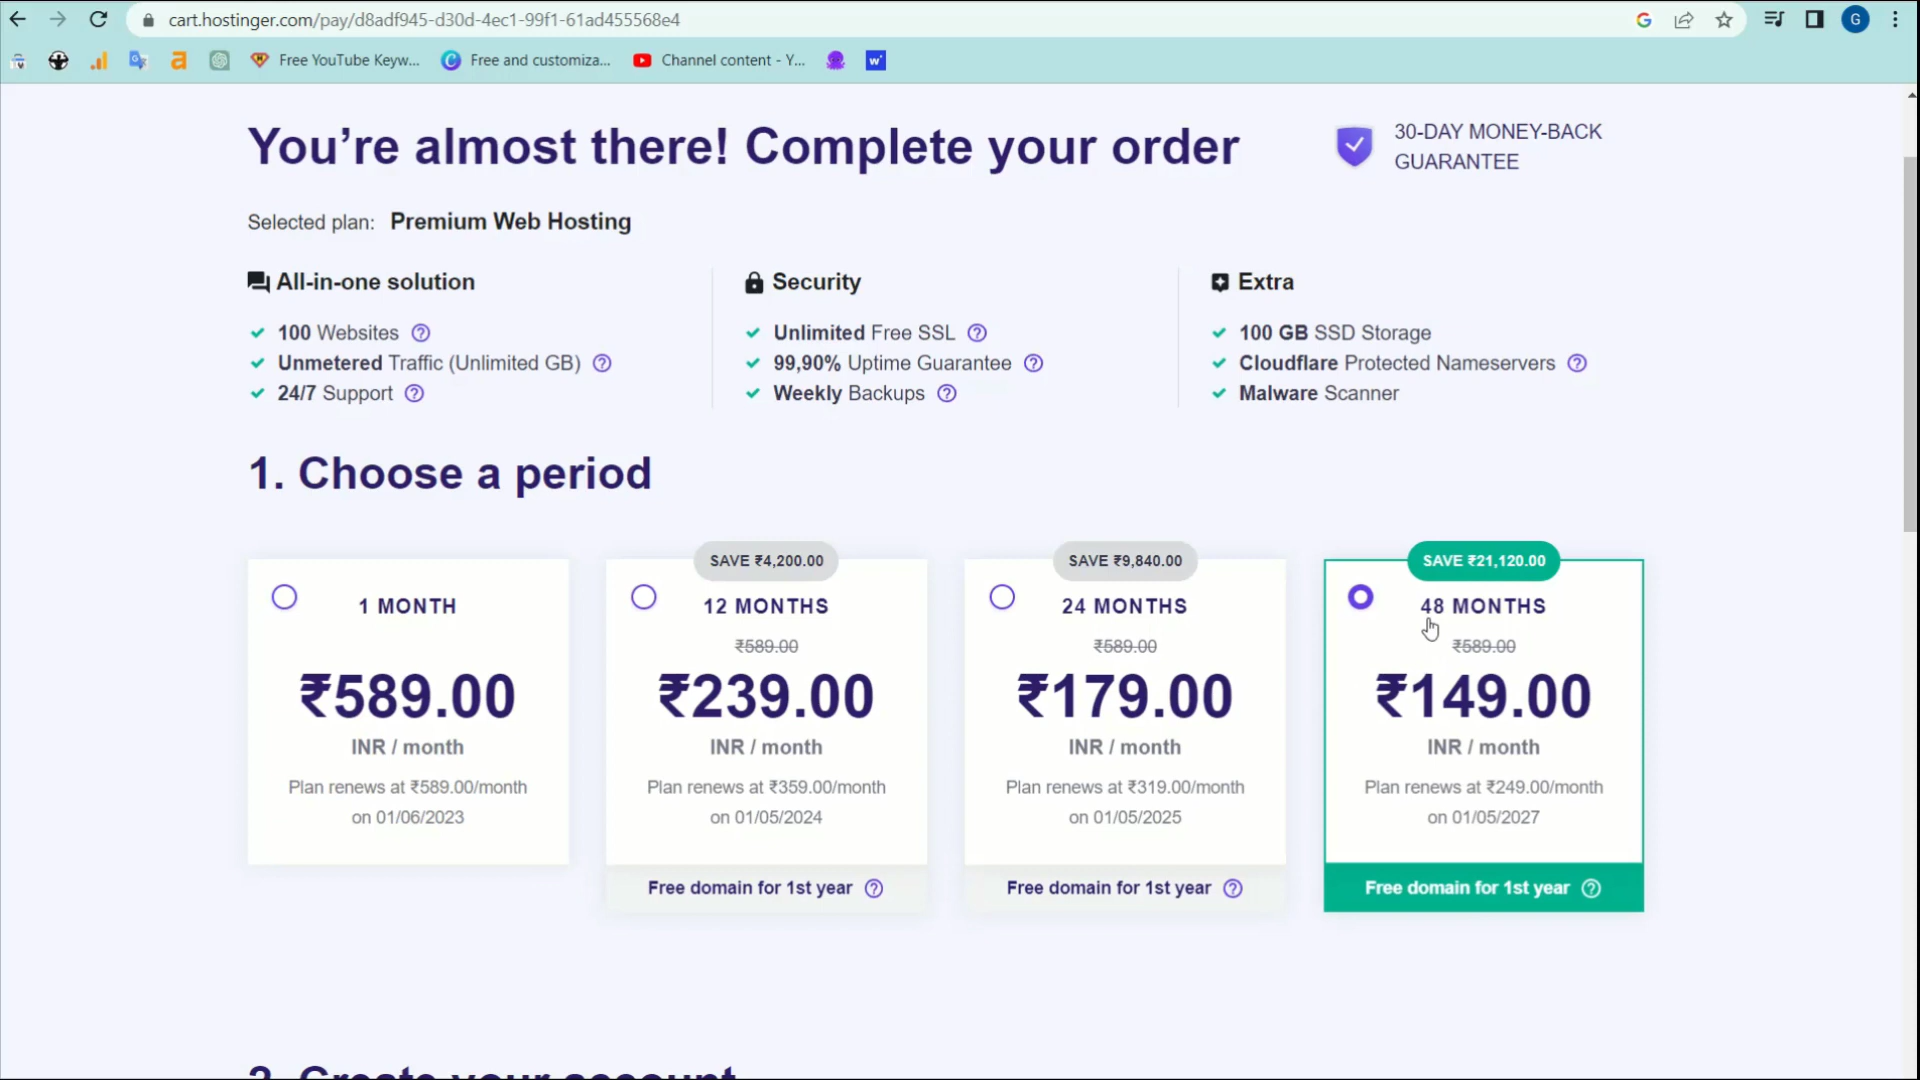 cart.hostinger.com/pay/d8adf945-d30d-4ec1-99f1-61ad455568e4
G
Free YouTube Keyw...
Free and customiza...
Channel content - Y...
You’re almost there! Complete your order
30-DAY MONEY-BACK
GUARANTEE
Selected plan: Premium Web Hosting
All-in-one solution
100 Websites
Unmetered Traffic (Unlimited GB)
24/7 Support
Security
Unlimited Free SSL
99,90% Uptime Guarantee
Weekly Backups
Extra
100 GB SSD Storage
Cloudflare Protected Nameservers
Malware Scanner
1. Choose a period
1 MONTH
₹589.00
INR / month
Plan renews at ₹589.00/month
on 01/06/2023
SAVE ₹4,200.00
12 MONTHS
₹589.00
₹239.00
INR / month
Plan renews at ₹359.00/month
on 01/05/2024
Free domain for 1st year
SAVE ₹9,840.00
24 MONTHS
₹589.00
₹179.00
INR / month
Plan renews at ₹319.00/month
on 01/05/2025
Free domain for 1st year
SAVE ₹21,120.00
48 MONTHS
₹589.00
₹149.00
INR / month
Plan renews at ₹249.00/month
on 01/05/2027
Free domain for 1st year
2. Create your account